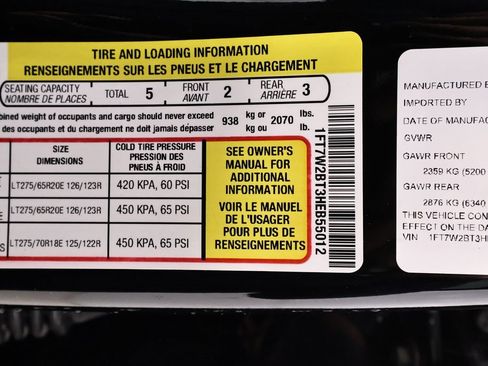 TIRE AND LOADING INFORMATION
RENSEIGNEMENTS SUR LES PNEUS ET LE CHARGEMENT
SEATING CAPACITY
NOMBRE DE PLACES
TOTAL 5
FRONT
AVANT
2
REAR
ARRIÈRE
3
bined weight of occupants and cargo should never exceed
des occupants et du chargement ne doit jamais dépasser
938
kg or
kg ou
2070
lbs.
lb.
E
SIZE
DIMENSIONS
COLD TIRE PRESSURE
PRESSION DES
PNEUS À FROID
LT275/65R20E 126/123R
420 KPA, 60 PSI
LT275/65R20E 126/123R
450 KPA, 65 PSI
LT275/70R18E 125/122R
450 KPA, 65 PSI
SEE OWNER'S
MANUAL FOR
ADDITIONAL
INFORMATION
VOIR LE MANUEL
DE L'USAGER
POUR PLUS DE
RENSEIGNEMENTS
1FT7W2BT3HEB55012
MANUFACTURED B
IMPORTED BY
DATE OF MANUFAC
GVWR
GAWR FRONT
2359 KG (5200
GAWR REAR
2876 KG (6340
THIS VEHICLE CON
EFFECT ON THE DA
VIN 1FT7W2BT3H